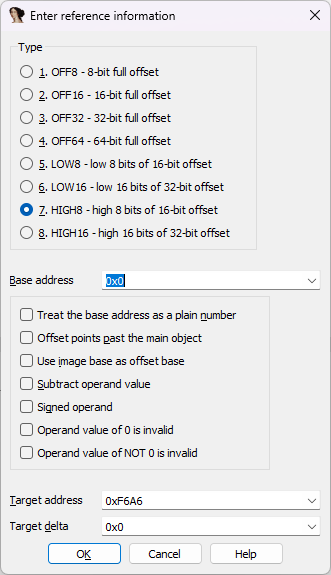 Enter reference information
Type
1. OFF8 - 8-bit full offset
2. OFF16 - 16-bit full offset
3. OFF32 - 32-bit full offset
4. OFF64 - 64-bit full offset
5. LOW8 - low 8 bits of 16-bit offset
6. LOW16 - low 16 bits of 32-bit offset
7. HIGH8 - high 8 bits of 16-bit offset
8. HIGH16 - high 16 bits of 32-bit offset
Base address 0x0
Treat the base address as a plain number
Offset points past the main object
Use image base as offset base
Subtract operand value
Signed operand
Operand value of 0 is invalid
Operand value of NOT 0 is invalid
Target address 0xF6A6
Target delta 0x0
OK Cancel Help